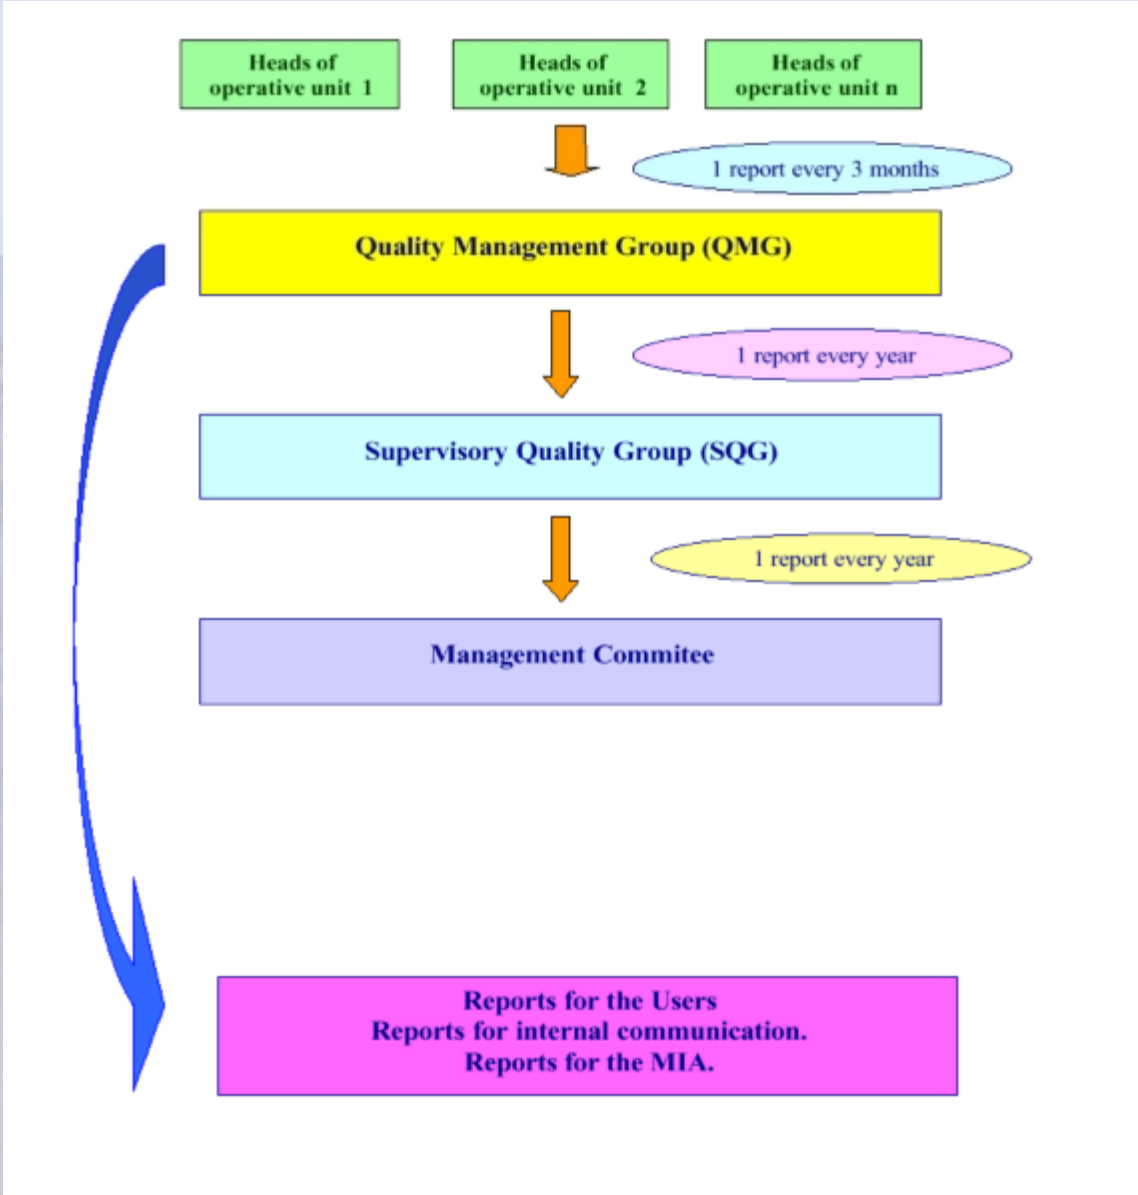 Heads of
operative unit 1
Heads of
operative unit 2
Heads of
operative unit n
1 report every 3 months
Quality Management Group (QMG)
1 report every year
Supervisory Quality Group (SQG)
1 report every year
Management Commitee
Reports for the Users
Reports for internal communication.
Reports for the MIA.